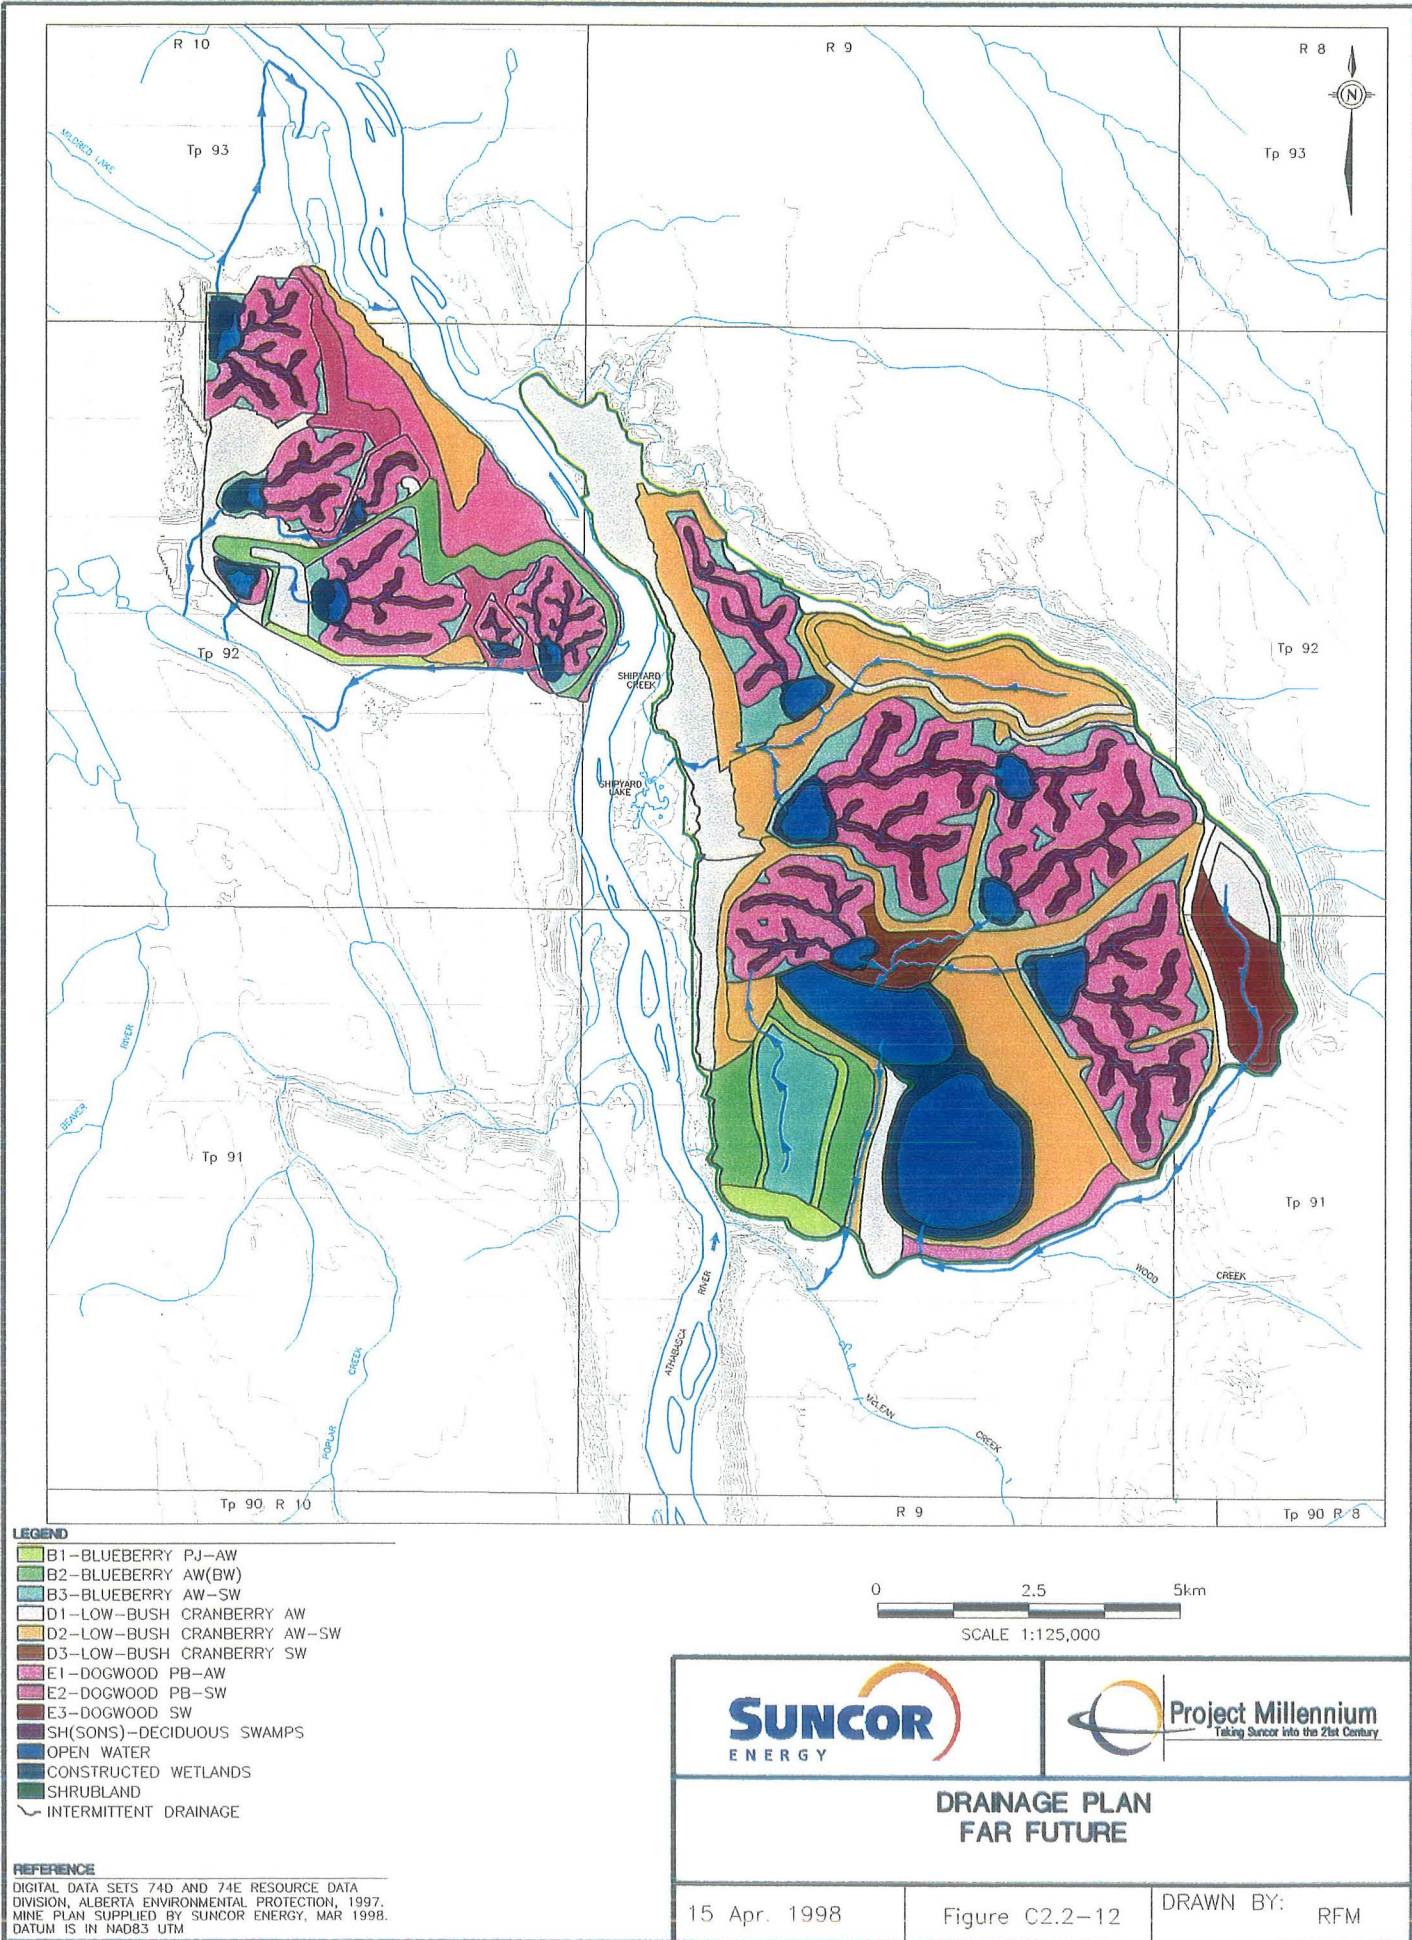 R 10
R 9
R 8
N
MILDRED LAKE
Tp 93
Tp 93
Tp 92
SHIPYARD
CREEK
Tp 92
SHIPYARD
LAKE
RIVER
BEAVER
Tp 91
Tp 91
RIVER
ATHABASCA
WOOD
CREEK
POPLAR
CREEK
McLEAN
CREEK
Tp 90 R 10
R 9
Tp 90 R 8
LEGEND
B1-BLUEBERRY PJ-AW
B2-BLUEBERRY AW(BW)
B3-BLUEBERRY AW-SW
D1-LOW-BUSH CRANBERRY AW
D2-LOW-BUSH CRANBERRY AW-SW
D3-LOW-BUSH CRANBERRY SW
E1-DOGWOOD PB-AW
E2-DOGWOOD PB-SW
E3-DOGWOOD SW
SH(SONS)-DECIDUOUS SWAMPS
OPEN WATER
CONSTRUCTED WETLANDS
SHRUBLAND
INTERMITTENT DRAINAGE
0 2.5 5km
SCALE 1:125,000
REFERENCE
DIGITAL DATA SETS 74D AND 74E RESOURCE DATA
DIVISION, ALBERTA ENVIRONMENTAL PROTECTION, 1997.
MINE PLAN SUPPLIED BY SUNCOR ENERGY, MAR 1998.
DATUM IS IN NAD83 UTM
SUNCOR
ENERGY
Project Millennium
Taking Suncor into the 21st Century
DRAINAGE PLAN
FAR FUTURE
15 Apr. 1998
Figure C2.2-12
DRAWN BY: RFM